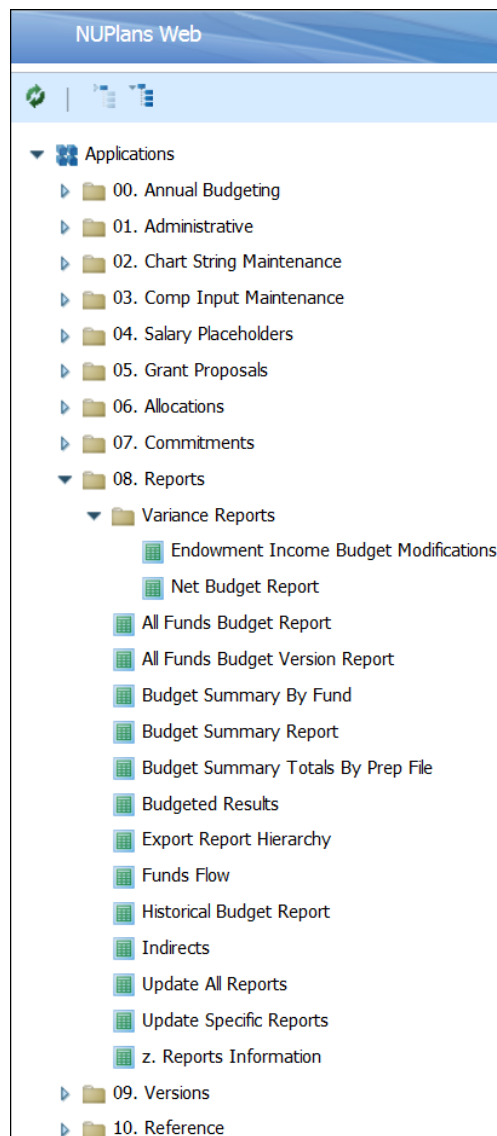 NUPlans Web
Applications
00. Annual Budgeting
01. Administrative
02. Chart String Maintenance
03. Comp Input Maintenance
04. Salary Placeholders
05. Grant Proposals
06. Allocations
07. Commitments
08. Reports
Variance Reports
Endowment Income Budget Modifications
Net Budget Report
All Funds Budget Report
All Funds Budget Version Report
Budget Summary By Fund
Budget Summary Report
Budget Summary Totals By Prep File
Budgeted Results
Export Report Hierarchy
Funds Flow
Historical Budget Report
Indirects
Update All Reports
Update Specific Reports
z. Reports Information
09. Versions
10. Reference